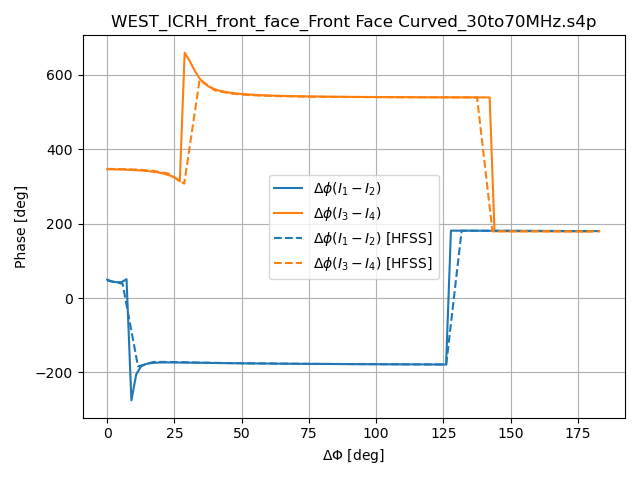 WEST_ICRH_front_face_Front Face Curved_30to70MHz.s4p
Phase [deg]
600
400
200
0
−200
Δϕ(I₁ − I₂)
Δϕ(I₃ − I₄)
Δϕ(I₁ − I₂) [HFSS]
Δϕ(I₃ − I₄) [HFSS]
0 25 50 75 100 125 150 175
ΔΦ [deg]